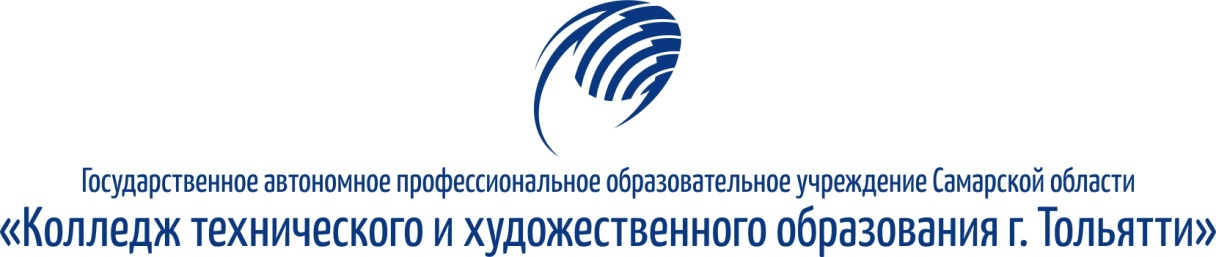 Государственное автономное профессиональное образовательное учреждение Самарской области
«Колледж технического и художественного образования г. Тольятти»